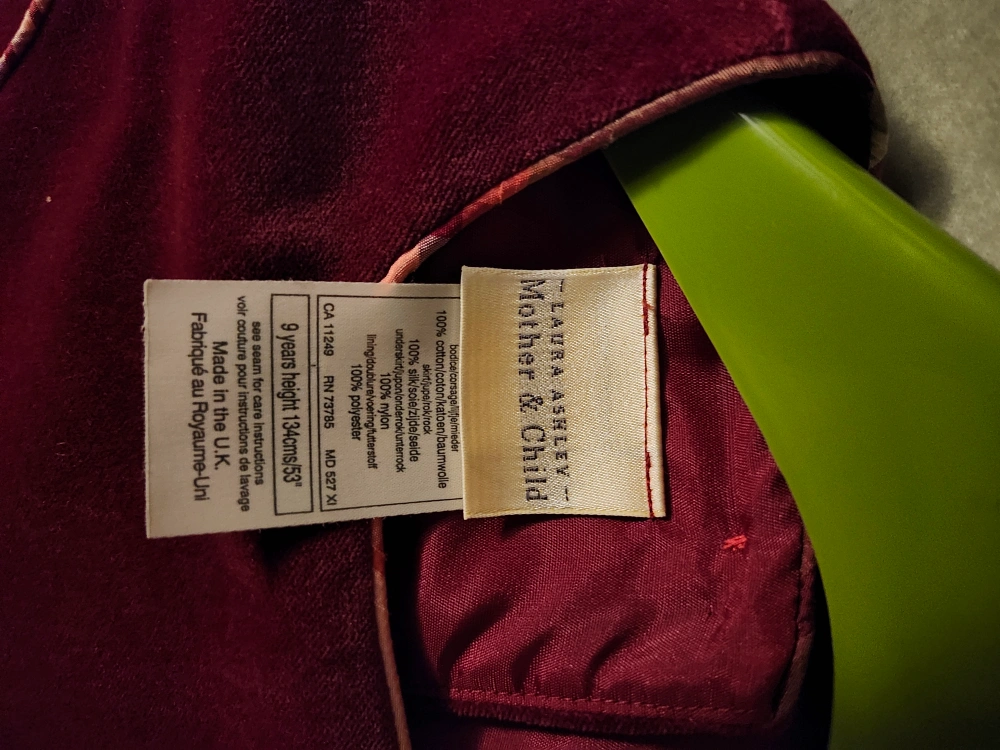 — LAURA ASHLEY —
Mother & Child
bodice/corsage/lijfje/mieder
100% cotton/coton/katoen/baumwolle
skirt/jupe/rok/rock
100% silk/soie/zijde/seide
underskirt/jupon/onderrok/unterrock
100% nylon
lining/doublure/voering/futterstoff
100% polyester
CA 11249 RN 73785 MD 527 XI
9 years height 134cms/53"
see seam for care instructions
voir couture pour instructions de lavage
Made in the U.K.
Fabriqué au Royaume-Uni